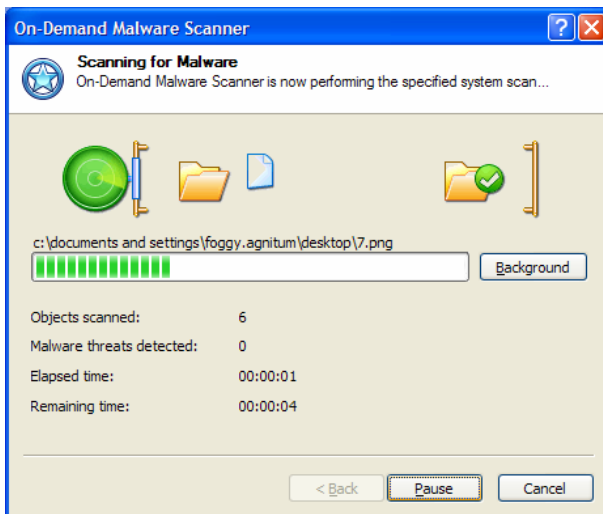 On-Demand Malware Scanner
Scanning for Malware
On-Demand Malware Scanner is now performing the specified system scan...
c:\documents and settings\foggy.agnitum\desktop\7.png
Background
Objects scanned: 6
Malware threats detected: 0
Elapsed time: 00:00:01
Remaining time: 00:00:04
< Back Pause Cancel